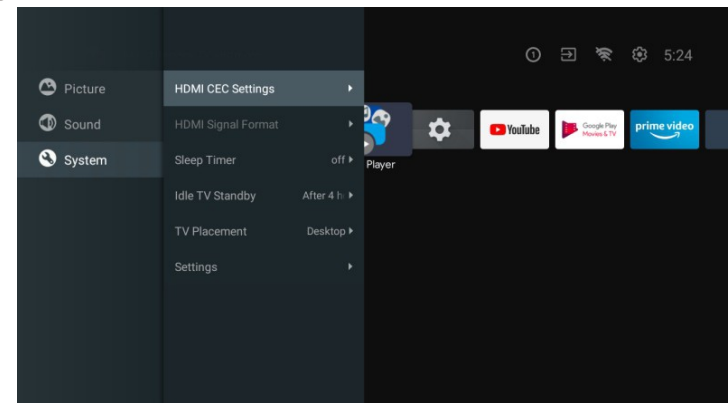 5:24
Picture
Sound
System
HDMI CEC Settings
HDMI Signal Format
Sleep Timer off
Idle TV Standby After 4 h
TV Placement Desktop
Settings
Player
YouTube
Google Play
Movies & TV
prime video